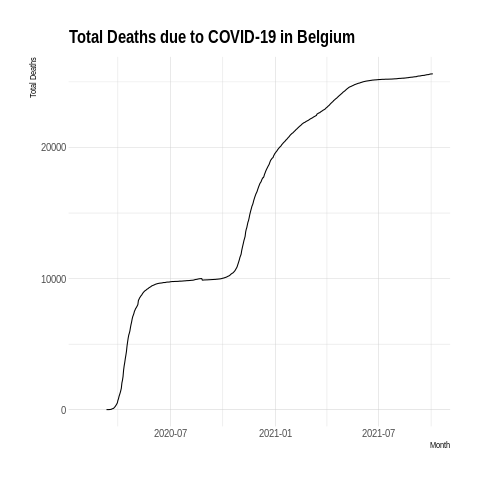 Total Deaths due to COVID-19 in Belgium
Total Deaths
20000
10000
0
2020-07
2021-01
2021-07
Month